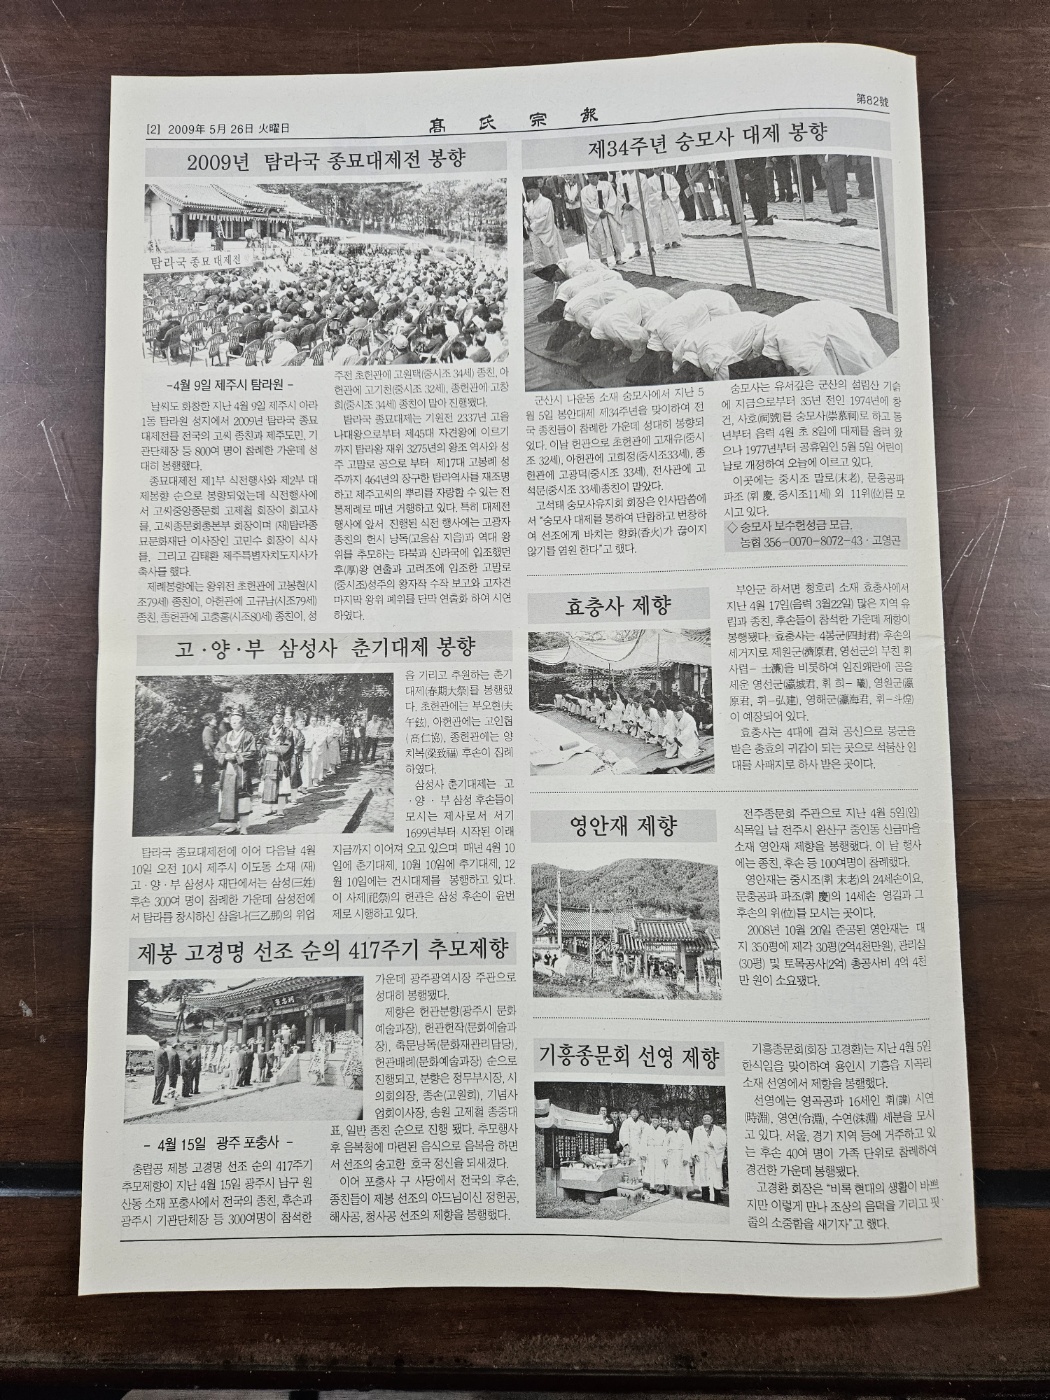 [2] 2009年 5月 26日 火曜日
高氏宗報
第82號
2009년 탐라국 종묘대제전 봉향
탐라국 종묘대제전
-4월 9일 제주시 탐라원-
날씨도 화창한 지난 4월 9일 제주시 아라
1동 탐라원 성지에서 2009년 탐라국 종묘
대제전를 전국의 고씨 종친과 제주도민, 기
관단체장 등 800여 명이 참례한 가운데 성
대히 봉행했다.
종묘대제전 제1부 식전행사와 제2부 대
제봉향 순으로 봉향되었는데 식전행사에
서 고씨중앙종문회 고제철 회장이 회고사
를, 고씨종문회총본부 회장이며 (재)탐라종
묘문화재단 이사장인 고민수 회장이 식사
를, 그리고 김태환 제주특별자치도지사가
축사를 했다.
제례봉향에는 왕위전 초헌관에 고봉현(시
조79세) 종친이, 아헌관에 고규남(시조79세)
종친, 종헌관에 고충홍(시조80세) 종친이, 성
주전 초헌관에 고원택(중시조 34세) 종친, 아
헌관에 고기천(중시조 32세), 종헌관에 고창
회(중시조 34세) 종친이 맡아 진행됐다.
탐라국 종묘대제는 기원전 2337년 고을
나대왕으로부터 제45대 자견왕에 이르기
까지 탐라왕 재위 3275년의 왕조 역사와 성
주 고말로 공으로 부터 제17대 고봉례 성
주까지 464년의 장구한 탐라역사를 재조명
하고 제주고씨의 뿌리를 자랑할 수 있는 전
통제례로 매년 거행하고 있다. 특히 대제전
행사에 앞서 진행된 식전 행사에는 고광자
종친의 헌시 낭독(고응삼 지음)과 역대 왕
위를 추모하는 타북과 신라국에 입조했던
후(厚)왕 연출과 고려조에 입조한 고말로
(중시조)성주의 왕자작 수작 보고와 고자견
마지막 왕위 폐위를 단막 연출화 하여 시연
하였다.
제34주년 숭모사 대제 봉향
군산시 나운동 소재 숭모사에서 지난 5
월 5일 봉안대제 제34주년을 맞이하여 전
국 종친들이 참례한 가운데 성대히 봉향되
었다. 이날 헌관으로 초헌관에 고재유(중시
조 32세), 아헌관에 고희정(중시조33세), 종
헌관에 고광덕(중시조 33세), 전사관에 고
석문(중시조 33세)종친이 맡았다.
고석태 숭모사유지회 회장은 인사말씀에
서 “숭모사 대제를 통하여 단합하고 번창하
여 선조에게 바치는 향화(香火)가 끊이지
않기를 염원 한다”고 했다.
숭모사는 유서깊은 군산의 설림산 기슭
에 지금으로부터 35년 전인 1974년에 창
건, 사호(祠號)를 숭모사(崇慕祠)로 하고 동
년부터 음력 4월 초 8일에 대제를 올려 왔
으나 1977년부터 공휴일인 5월 5일 어린이
날로 개정하여 오늘에 이르고 있다.
이곳에는 중시조 말로(末老), 문충공파
파조 (휘 慶, 중시조11세) 외 11위(位)를 모
시고 있다.
◇ 숭모사 보수헌성금 모금,
농협 356-0070-8072-43 · 고영곤
고·양·부 삼성사 춘기대제 봉향
탐라국 종묘대제전에 이어 다음날 4월
10일 오전 10시 제주시 이도동 소재 (재)
고·양·부 삼성사 재단에서는 삼성(三姓)
후손 300여 명이 참례한 가운데 삼성전에
서 탐라를 창시하신 삼을나(三乙那)의 위업
을 기리고 추원하는 춘기
대제(春期大祭)를 봉행했
다. 초헌관에는 부오현(夫
午鉉), 아헌관에는 고인협
(高仁協), 종헌관에는 양
치복(梁致福) 후손이 집례
하였다.
삼성사 춘기대제는 고
·양·부 삼성 후손들이
모시는 제사로서 서기
1699년부터 시작된 이래
지금까지 이어져 오고 있으며 매년 4월 10
일에 춘기대제, 10월 10일에 추기대제, 12
월 10일에는 건시대제를 봉행하고 있다.
이 사제(祀祭)의 헌관은 삼성 후손이 윤번
제로 시행하고 있다.
효충사 제향
부안군 하서면 청호리 소재 효충사에서
지난 4월 17일(음력 3월22일) 많은 지역 유
림과 종친, 후손들이 참석한 가운데 제향이
봉행됐다. 효충사는 4봉군(四封君) 후손의
세거지로 제원군(濟原君, 영선군의 부친 휘
사렴- 士濂)을 비롯하여 임진왜란에 공을
세운 영선군(瀛城君, 휘 희- 曦), 영원군(瀛
原君, 휘-弘建), 영해군(瀛海君, 휘-斗煌)
이 예장되어 있다.
효충사는 4대에 걸쳐 공신으로 봉군을
받은 충효의 귀감이 되는 곳으로 석불산 인
대를 사패지로 하사 받은 곳이다.
영안재 제향
전주종문회 주관으로 지난 4월 5일(일)
식목일 날 전주시 완산구 중인동 신금마을
소재 영안재 제향을 봉행했다. 이 날 행사
에는 종친, 후손 등 100여명이 참례했다.
영안재는 중시조(휘 末老)의 24세손이요,
문충공파 파조(휘 慶)의 14세손 영길과 그
후손의 위(位)를 모시는 곳이다.
2008년 10월 20일 준공된 영안재는 대
지 350평에 제각 30평(2억4천만원), 관리실
(30평) 및 토목공사(2억) 총공사비 4억 4천
만 원이 소요됐다.
제봉 고경명 선조 순의 417주기 추모제향
- 4월 15일 광주 포충사 -
충렬공 제봉 고경명 선조 순의 417주기
추모제향이 지난 4월 15일 광주시 남구 원
산동 소재 포충사에서 전국의 종친, 후손과
광주시 기관단체장 등 300여명이 참석한
가운데 광주광역시장 주관으로
성대히 봉행됐다.
제향은 헌관분향(광주시 문화
예술과장), 헌관헌작(문화예술과
장), 축문낭독(문화재관리담당),
헌관배례(문화예술과장) 순으로
진행되고, 분향은 정무부시장, 시
의회의장, 종손(고원희), 기념사
업회이사장, 송원 고제철 종중대
표, 일반 종친 순으로 진행 됐다. 추모행사
후 음복청에 마련된 음식으로 음복을 하면
서 선조의 숭고한 호국 정신을 되새겼다.
이어 포충사 구 사당에서 전국의 후손,
종친들이 제봉 선조의 아드님이신 정헌공,
해사공, 청사공 선조의 제향을 봉행했다.
기흥종문회 선영 제향
기흥종문회(회장 고경환)는 지난 4월 5일
한식일을 맞이하여 용인시 기흥읍 지곡리
소재 선영에서 제향을 봉행했다.
선영에는 영곡공파 16세인 휘(諱) 시연
(時淵), 영연(令淵), 수연(洙淵) 세분을 모시
고 있다. 서울, 경기 지역 등에 거주하고 있
는 후손 40여 명이 가족 단위로 참례하여
경건한 가운데 봉행됐다.
고경환 회장은 “비록 현대의 생활이 바쁘
지만 이렇게 만나 조상의 음덕을 기리고 핏
줄의 소중함을 새기자”고 했다.